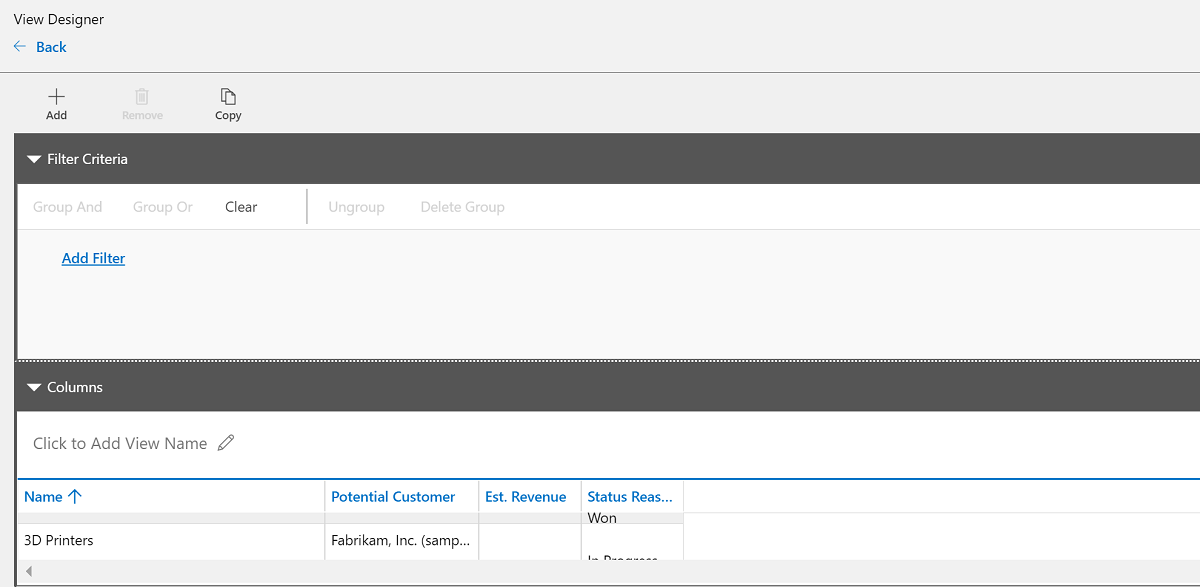 View Designer
Back
Add Remove Copy
Filter Criteria
Group And Group Or Clear Ungroup Delete Group
Add Filter
Columns
Click to Add View Name
Name Potential Customer Est. Revenue Status Reas...
Won
3D Printers Fabrikam, Inc. (samp...
In Progress